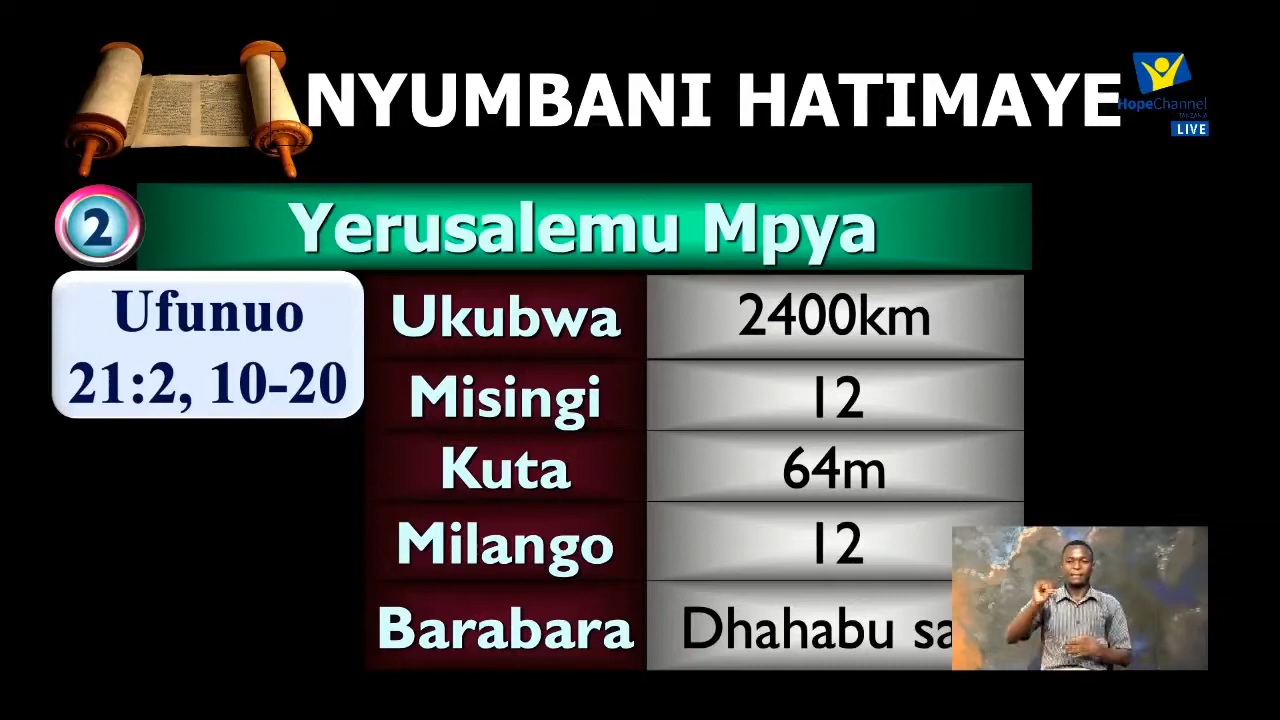 NYUMBANI HATIMAYE
HopeChannel
TANZANIA
LIVE
2
Yerusalemu Mpya
Ufunuo
21:2, 10-20
Ukubwa 2400km
Misingi 12
Kuta 64m
Milango 12
Barabara Dhahabu sa